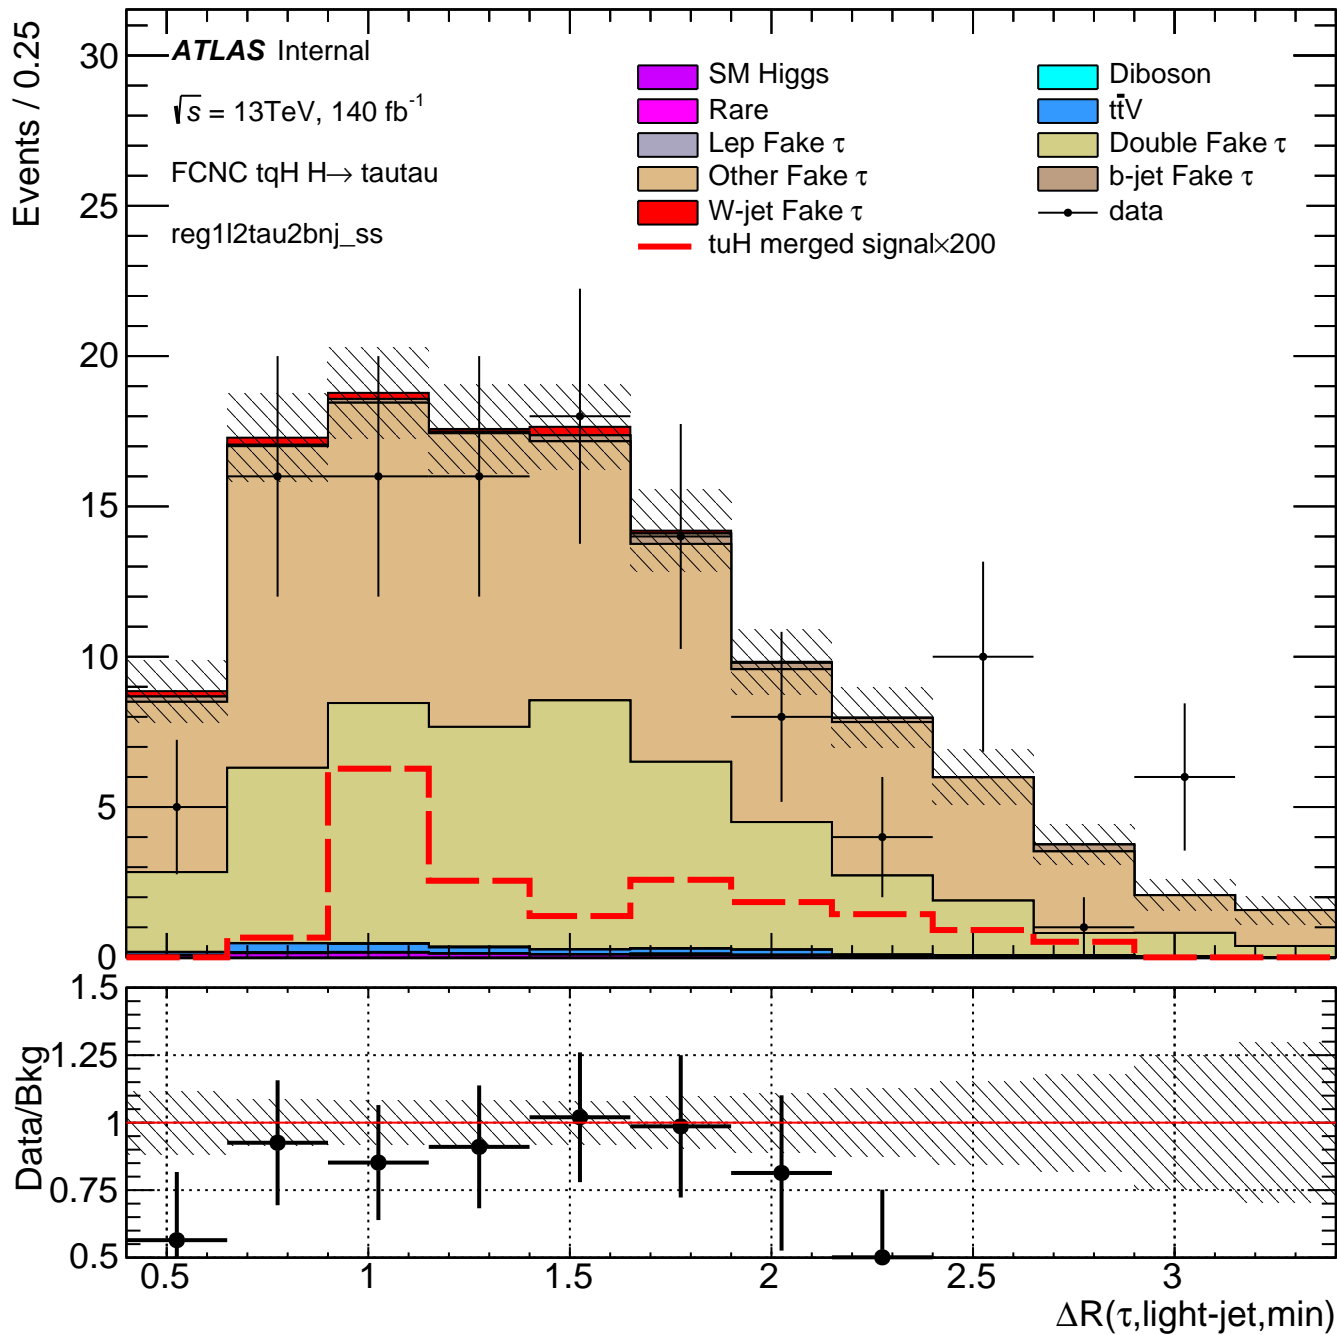 Events / 0.25
30
25
20
15
10
5
0
ATLAS Internal
√s = 13TeV, 140 fb⁻¹
FCNC tqH H→ tautau
reg1l2tau2bnj_ss
SM Higgs
Rare
Lep Fake τ
Other Fake τ
W-jet Fake τ
tuH merged signal×200
Diboson
tt̄V
Double Fake τ
b-jet Fake τ
data
Data/Bkg
1.5
1.25
1
0.75
0.5
0.5 1 1.5 2 2.5 3
ΔR(τ,light-jet,min)